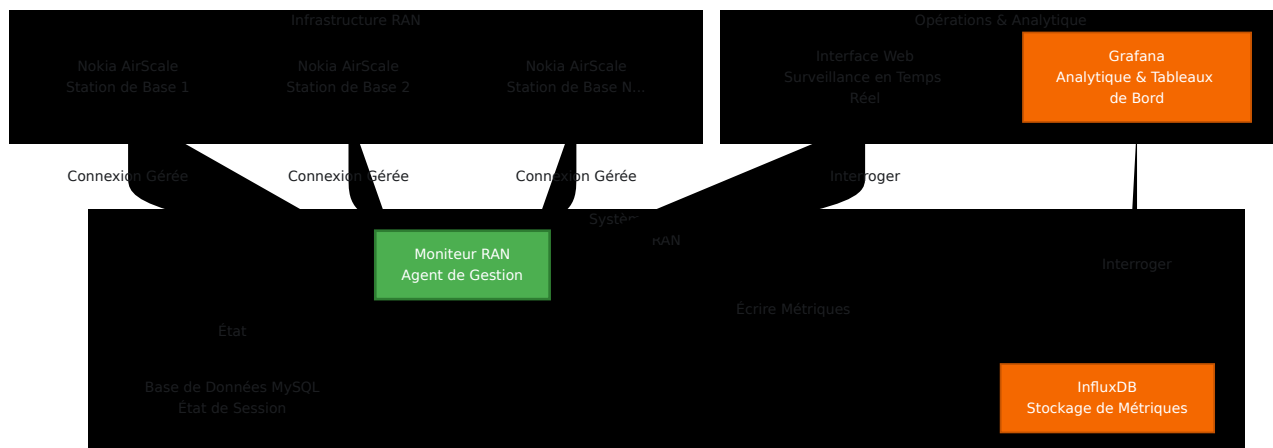 Infrastructure RAN
Nokia AirScale
Station de Base 1
Nokia AirScale
Station de Base 2
Nokia AirScale
Station de Base N...
Opérations & Analytique
Interface Web
Surveillance en Temps
Réel
Grafana
Analytique & Tableaux
de Bord
Connexion Gérée
Connexion Gérée
Connexion Gérée
Interroger
RAN
Moniteur RAN
Agent de Gestion
Interroger
Écrire Métriques
État
Base de Données MySQL
État de Session
InfluxDB
Stockage de Métriques